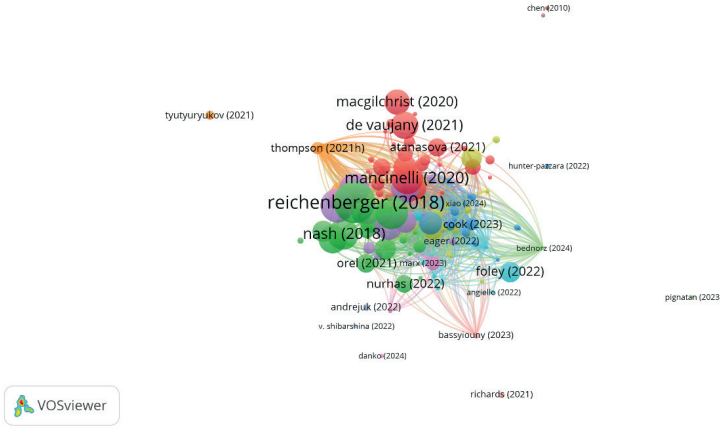 chen (2010)
macgilchrist (2020)
tyutyuryukov (2021)
de vaujany (2021)
thompson (2021h)
atanasova (2021)
hunter-pazzara (2022)
mancinelli (2020)
reichenberger (2018)
xiao (2024)
cook (2023)
nash (2018)
eager (2022)
bednorz (2024)
orel (2021)
marx (2023)
foley (2022)
nurhas (2022)
angiello (2022)
pignatan (2023
andrejuk (2022)
v. shibarshina (2022)
bassyiouny (2023)
danko (2024)
richards (2021)
VOSviewer